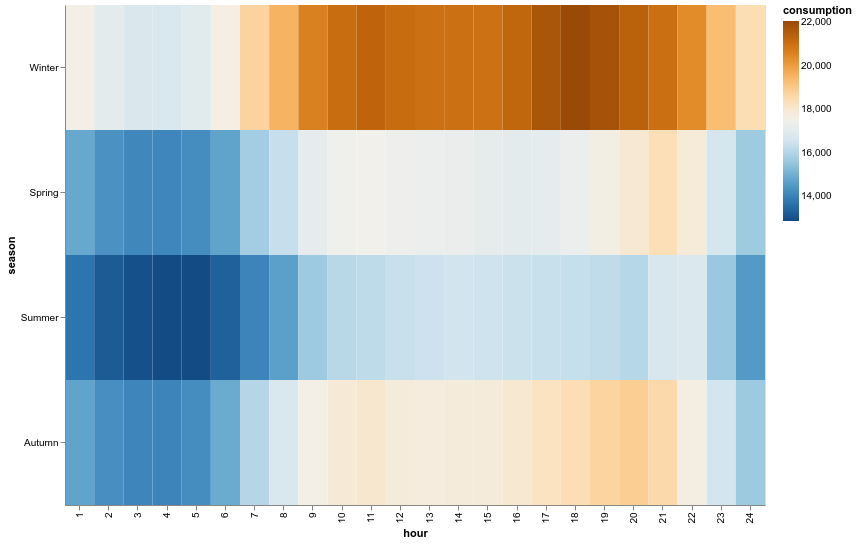 consumption
22,000
20,000
18,000
16,000
14,000
season
Winter
Spring
Summer
Autumn
1 2 3 4 5 6 7 8 9 10 11 12 13 14 15 16 17 18 19 20 21 22 23 24
hour